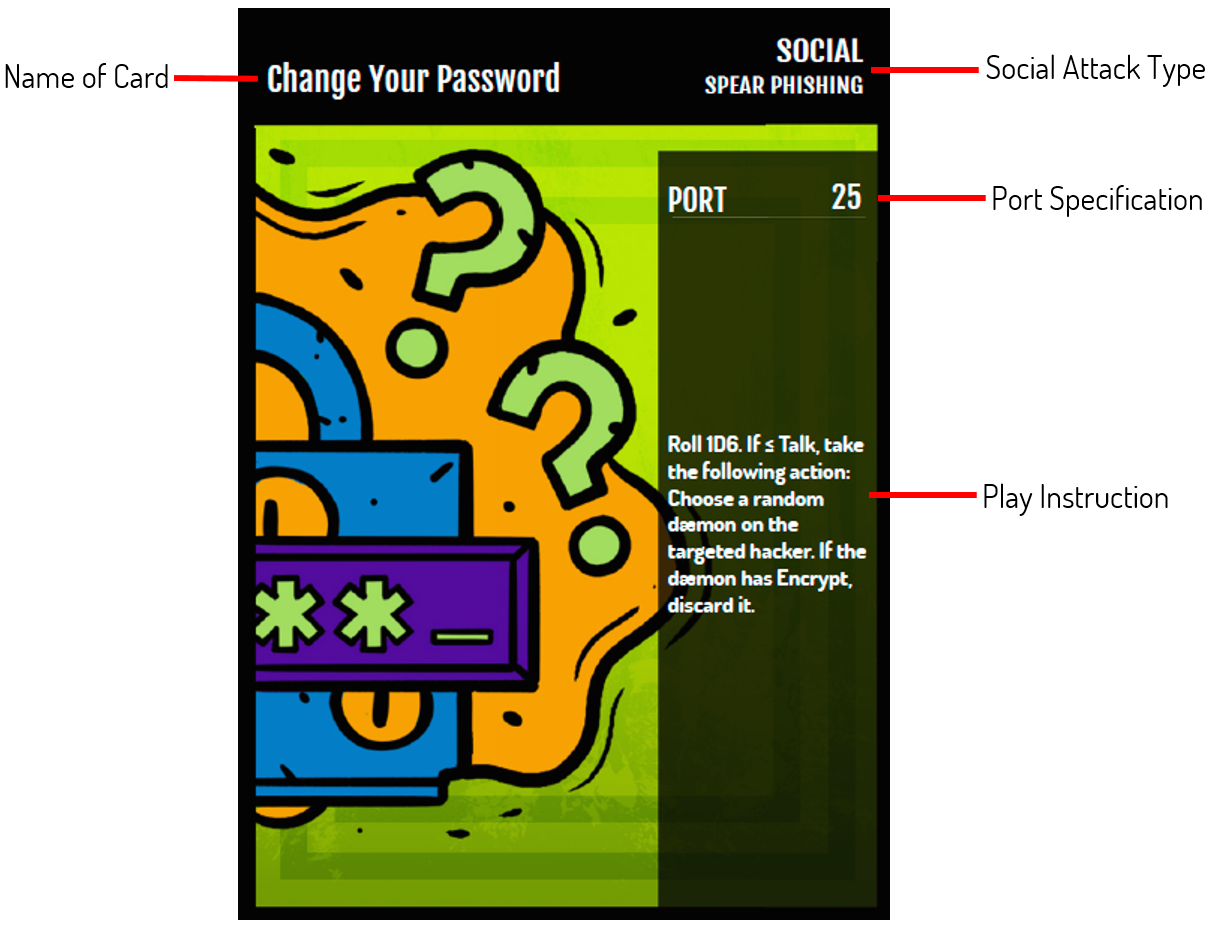 SOCIAL
Name of Card
Change Your Password
SPEAR PHISHING
Social Attack Type
PORT 25
Port Specification
Roll 1D6. If ≤ Talk, take
the following action:
Choose a random
dæmon on the
targeted hacker. If the
dæmon has Encrypt,
discard it.
Play Instruction
** _